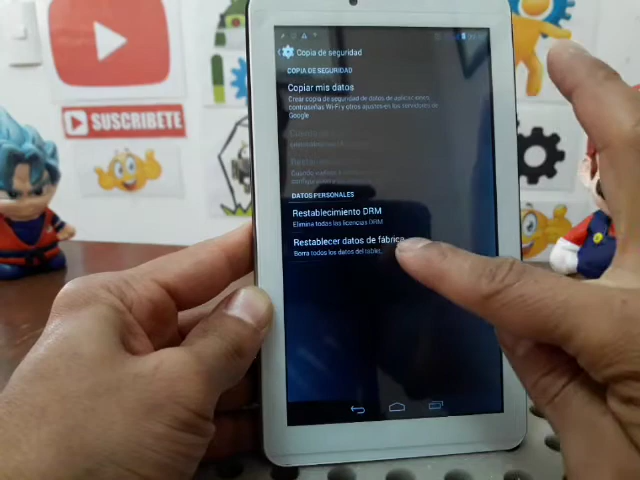 Copia de seguridad
COPIA DE SEGURIDAD
Copiar mis datos
Crear copia de seguridad de datos de aplicaciones,
contraseñas Wi-Fi y otros ajustes en los servidores de
Google
DATOS PERSONALES
Restablecimiento DRM
Elimina todas las licencias DRM
Restablecer datos de fábrica
Borra todos los datos del tablet.
SUSCRIBETE